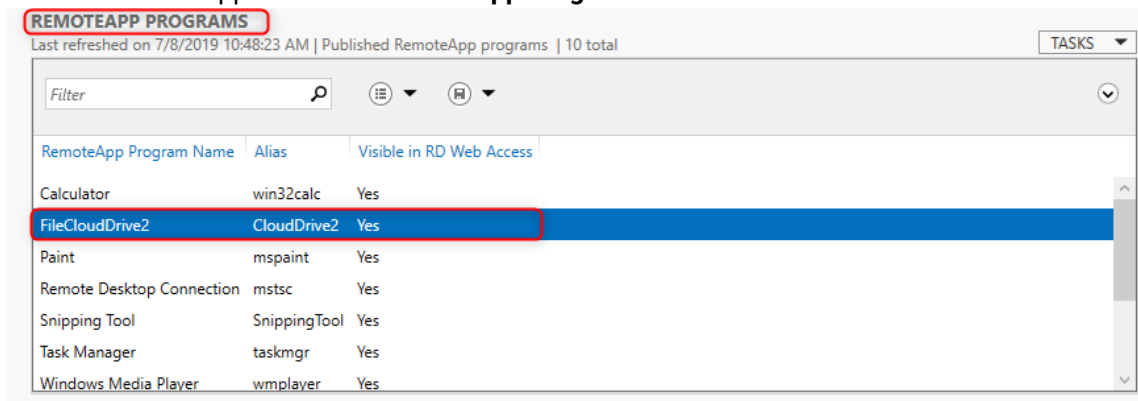 REMOTEAPP PROGRAMS
Last refreshed on 7/8/2019 10:48:23 AM | Published RemoteApp programs | 10 total
TASKS
Filter
RemoteApp Program Name Alias Visible in RD Web Access
Calculator win32calc Yes
FileCloudDrive2 CloudDrive2 Yes
Paint mspaint Yes
Remote Desktop Connection mstsc Yes
Snipping Tool SnippingTool Yes
Task Manager taskmgr Yes
Windows Media Player wmplayer Yes